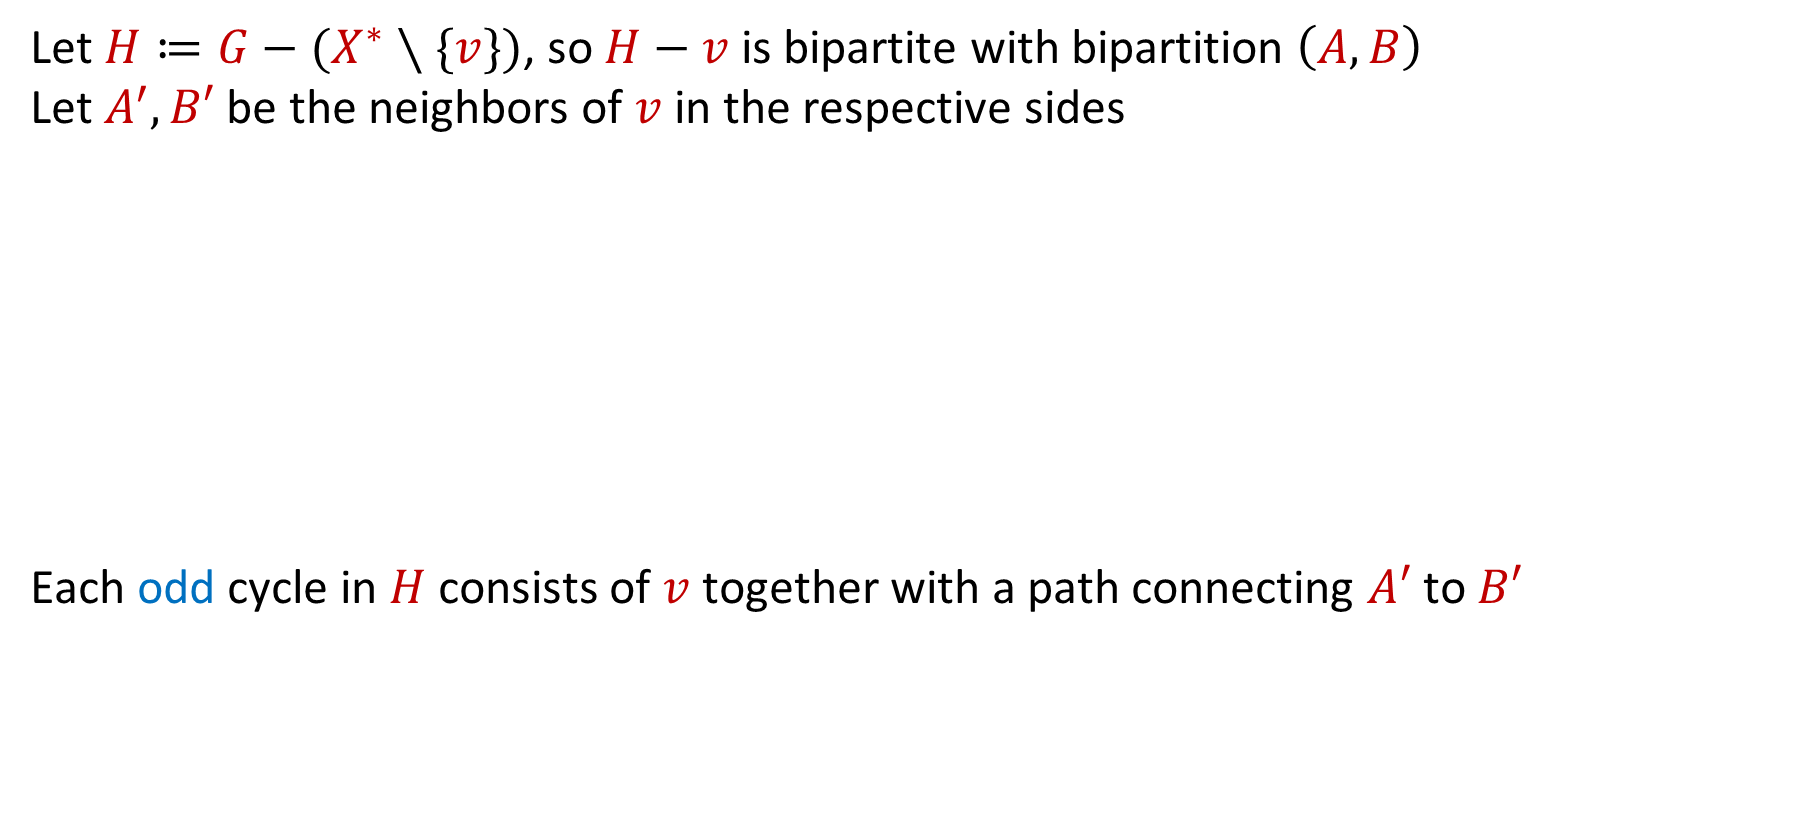 Let H ≔ G − (X* \ {v}), so H − v is bipartite with bipartition (A, B)
Let A′, B′ be the neighbors of v in the respective sides
Each odd cycle in H consists of v together with a path connecting A′ to B′